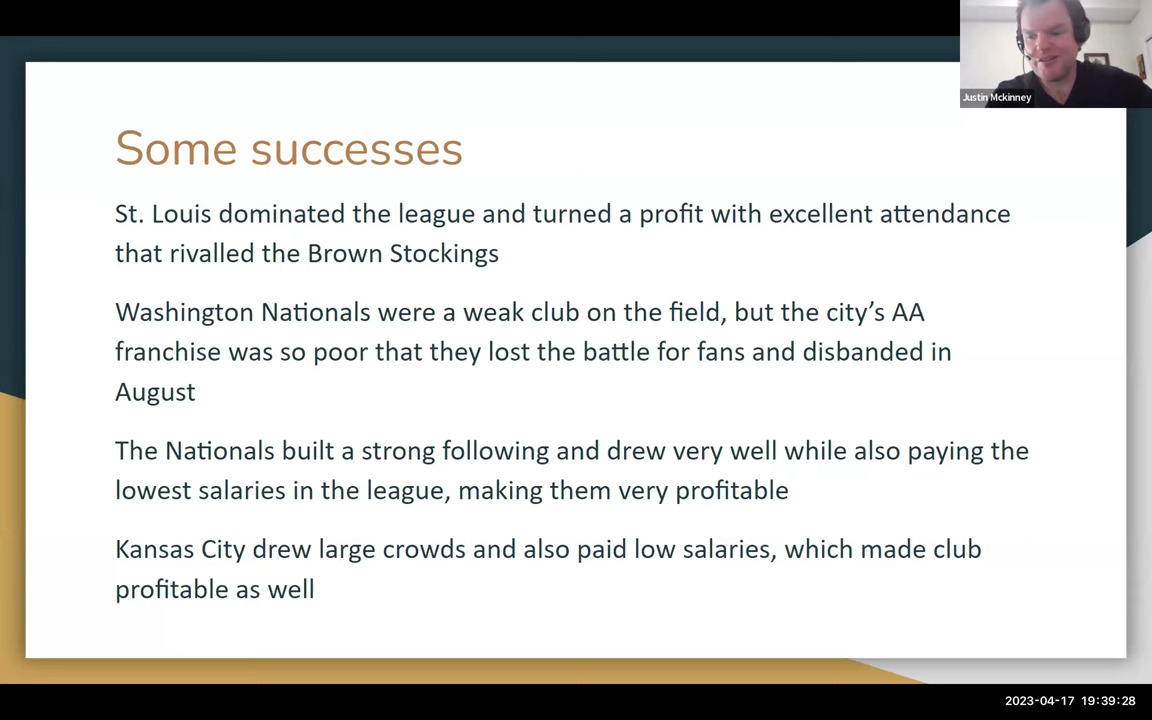 Justin Mckinney
Some successes
St. Louis dominated the league and turned a profit with excellent attendance
that rivalled the Brown Stockings
Washington Nationals were a weak club on the field, but the city’s AA
franchise was so poor that they lost the battle for fans and disbanded in
August
The Nationals built a strong following and drew very well while also paying the
lowest salaries in the league, making them very profitable
Kansas City drew large crowds and also paid low salaries, which made club
profitable as well
2023-04-17 19:39:28